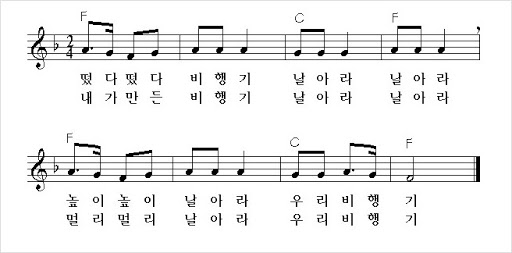 F C F
떴 다 떴 다 비 행 기 날 아 라 날 아 라
내 가 만 든 비 행 기 날 아 라 날 아 라
F C F
높 이 높 이 날 아 라 우 리 비 행 기
멀 리 멀 리 날 아 라 우 리 비 행 기